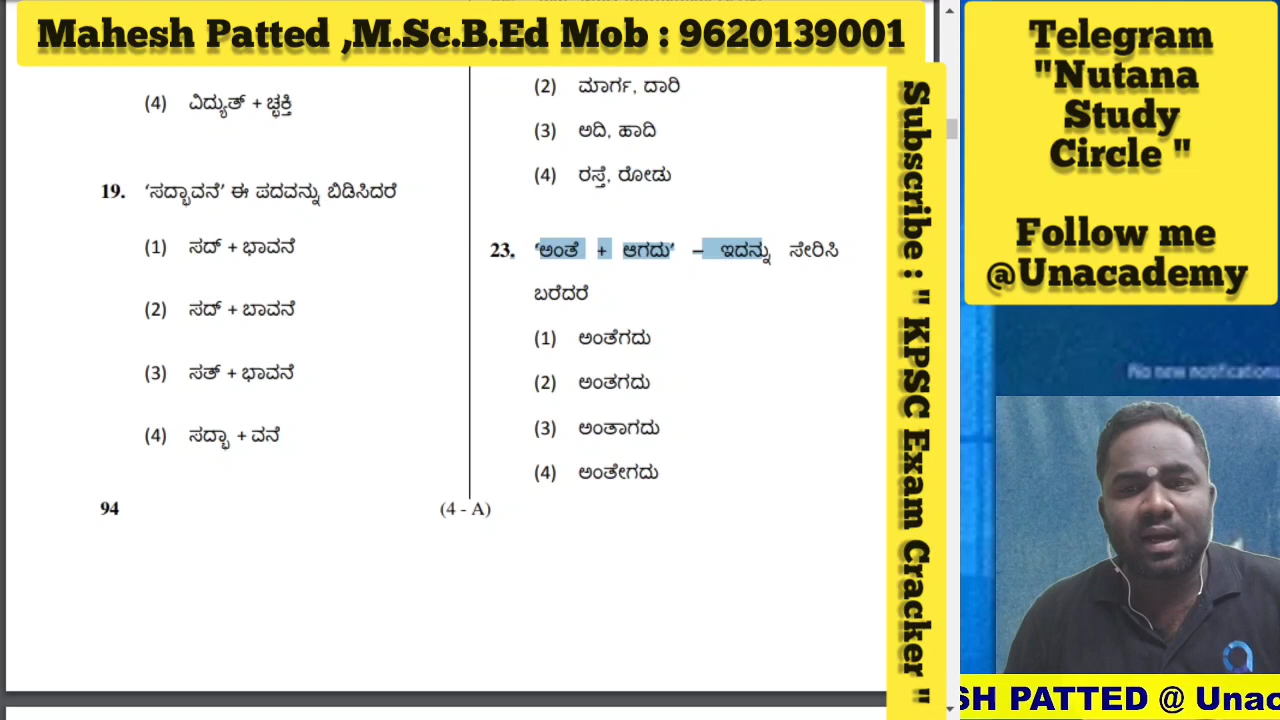 Mahesh Patted ,M.Sc.B.Ed Mob : 9620139001
(4) ವಿದ್ಯುತ್ + ಚ್ಛಕ್ತಿ
19. ‘ಸದ್ಭಾವನೆ’ ಈ ಪದವನ್ನು ಬಿಡಿಸಿದರೆ
(1) ಸದ್ + ಭಾವನೆ
(2) ಸದ್ + ಬಾವನೆ
(3) ಸತ್ + ಭಾವನೆ
(4) ಸದ್ಭಾ + ವನೆ
94
(4 - A)
(2) ಮಾರ್ಗ, ದಾರಿ
(3) ಅದಿ, ಹಾದಿ
(4) ರಸ್ತೆ, ರೋಡು
23. ‘ಅಂತೆ + ಆಗದು’ – ಇದನ್ನು ಸೇರಿಸಿ
ಬರೆದರೆ
(1) ಅಂತೆಗದು
(2) ಅಂತಗದು
(3) ಅಂತಾಗದು
(4) ಅಂತೇಗದು
Subscribe : " KPSC Exam Cracker "
Telegram
"Nutana
Study
Circle "
Follow me
@Unacademy
No new notifications
SH PATTED @ Unac